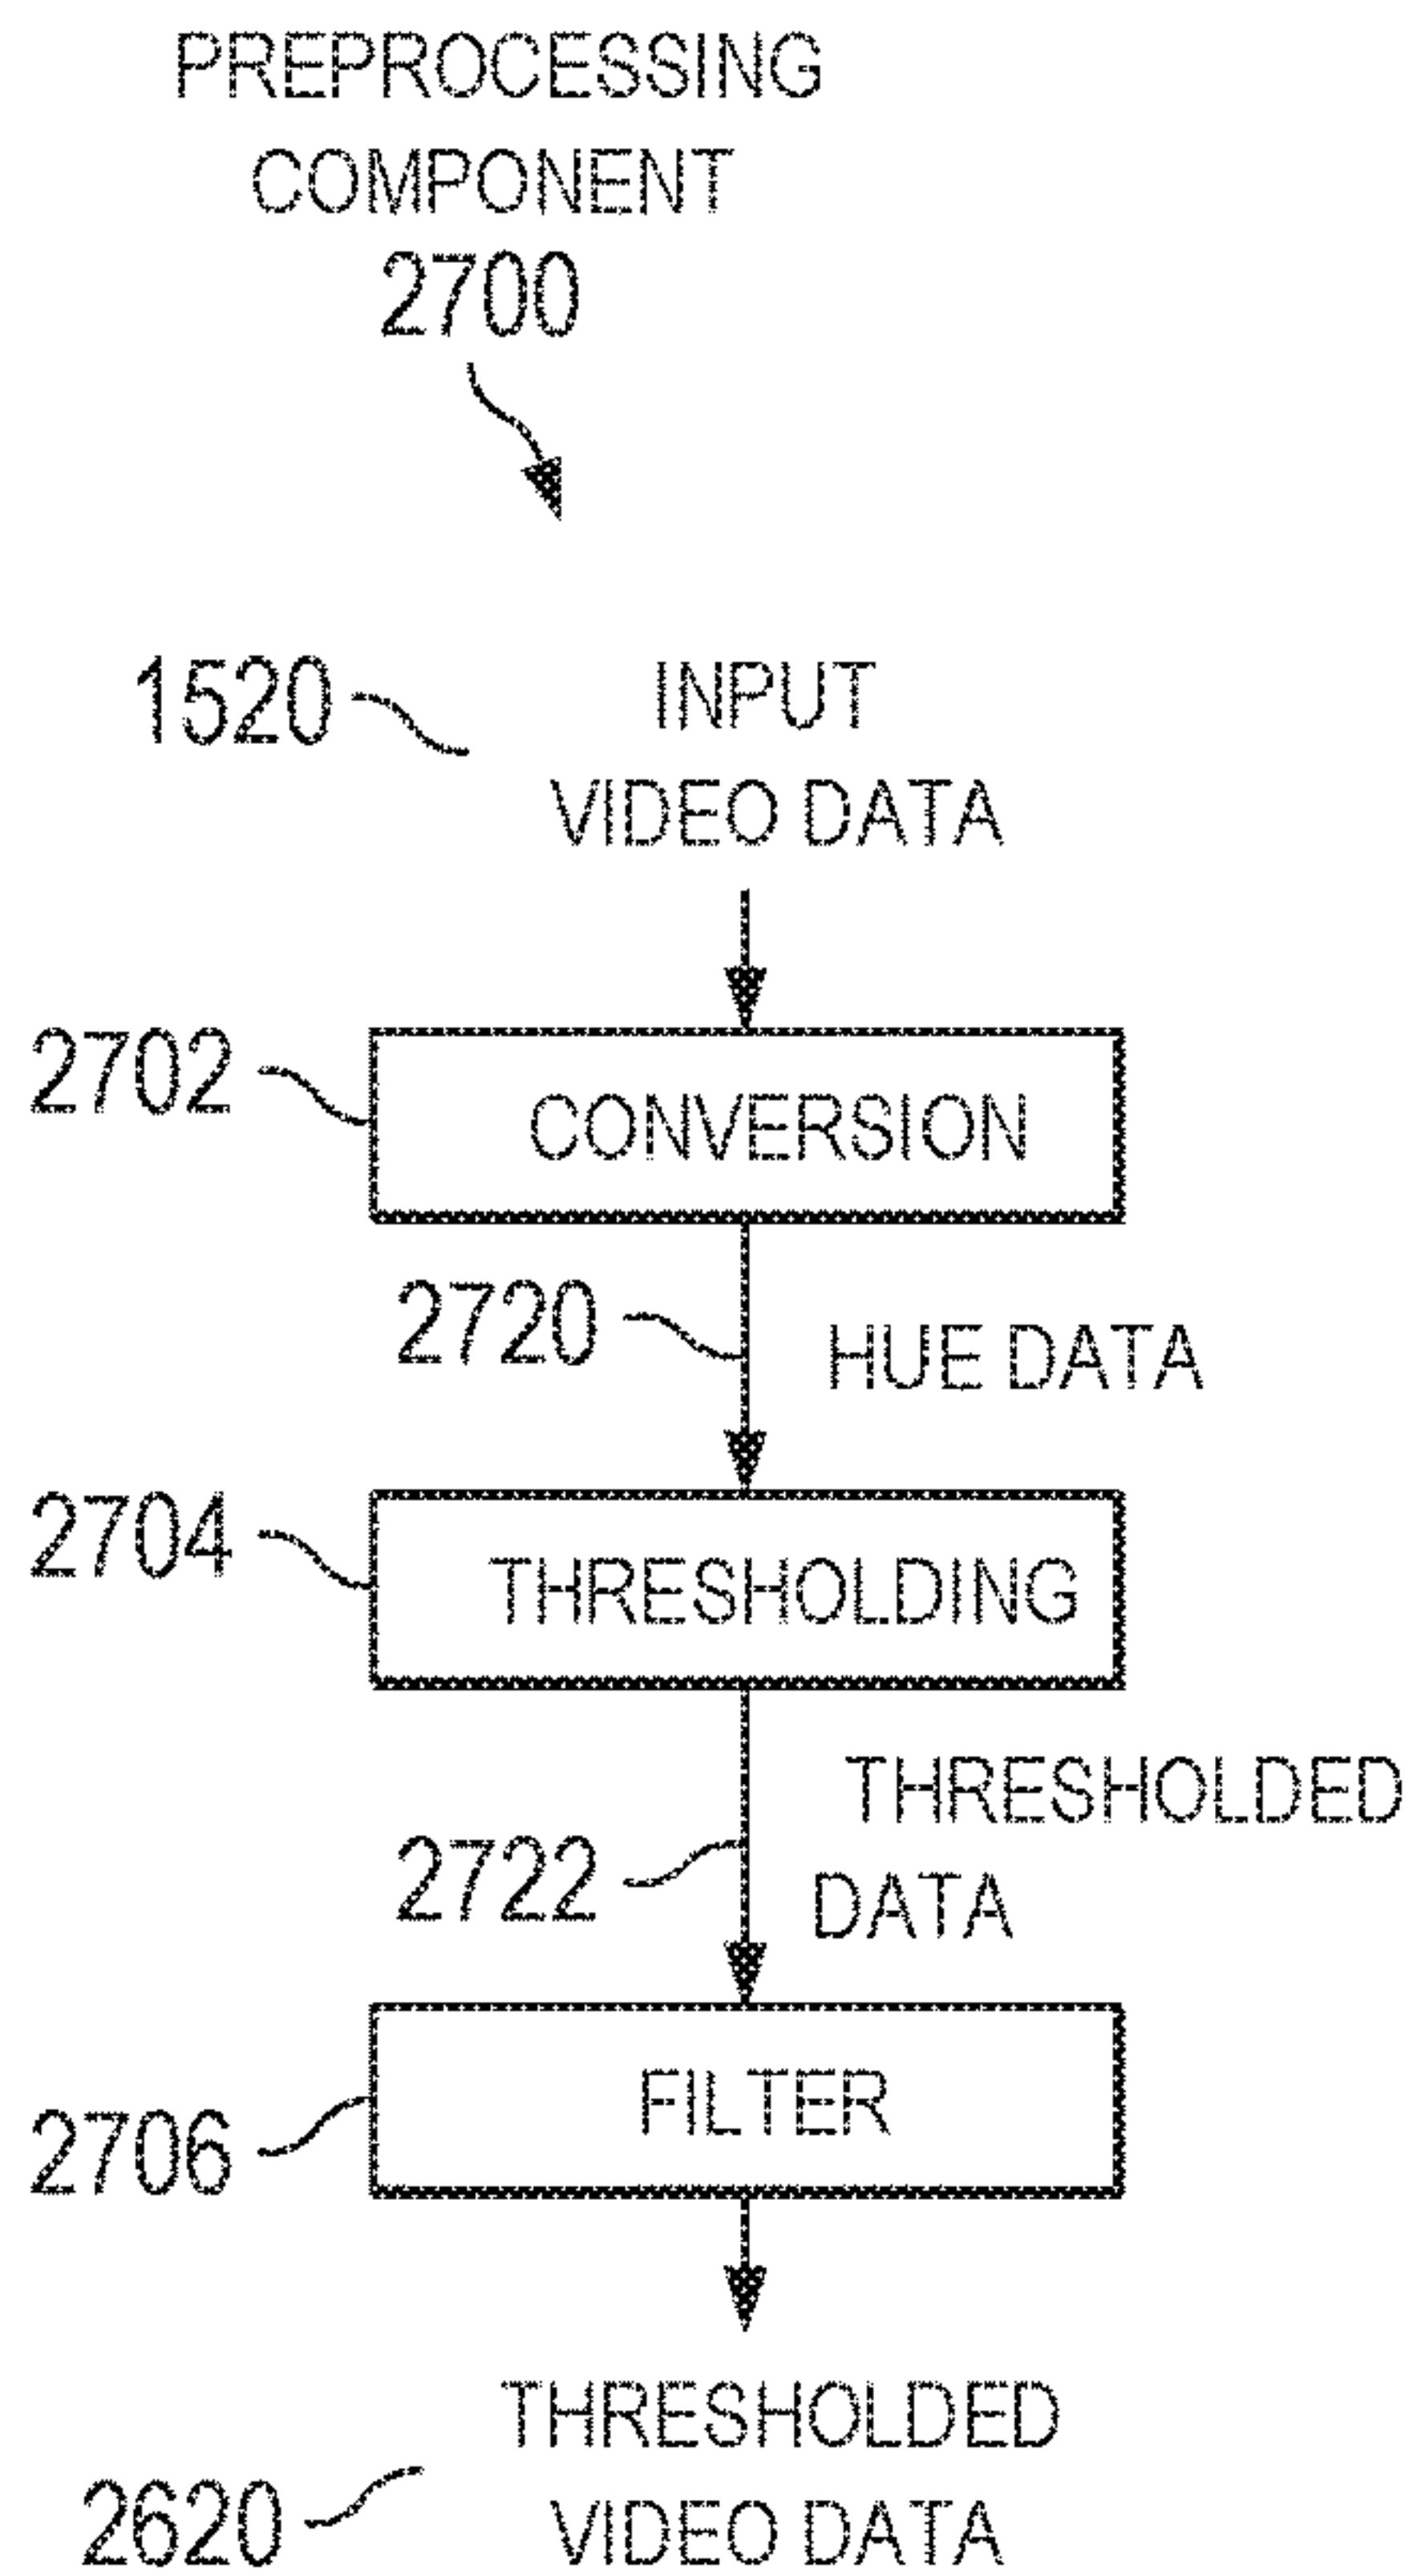 PREPROCESSING
COMPONENT
2700
1520
INPUT
VIDEO DATA
2702
CONVERSION
2720
HUE DATA
2704
THRESHOLDING
THRESHOLDED
2722
DATA
FILTER
2706
THRESHOLDED
2620
VIDEO DATA